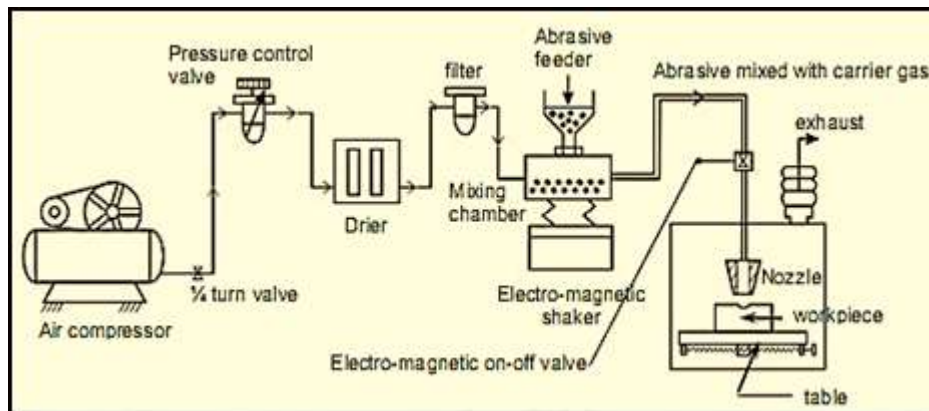 Pressure control
valve
filter
Abrasive
feeder
Abrasive mixed with carrier gas
exhaust
Drier
Mixing
chamber
Nozzle
¼ turn valve
Air compressor
Electro-magnetic
shaker
workpiece
Electro-magnetic on-off valve
table